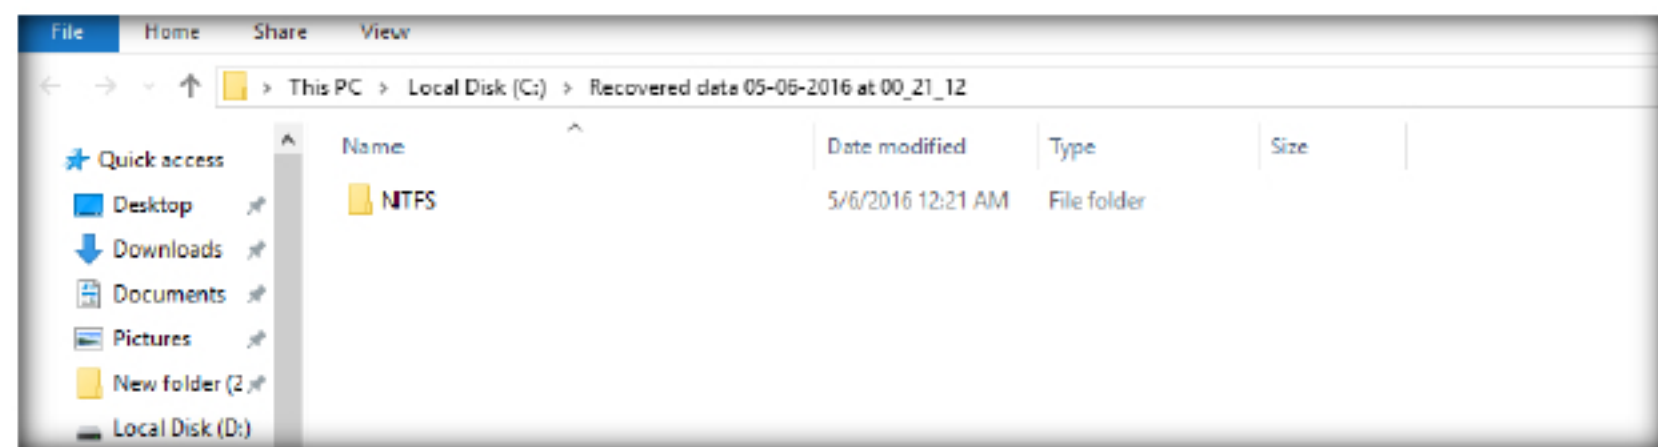 File Home Share View
This PC > Local Disk (C:) > Recovered data 05-06-2016 at 00_21_12
Name Date modified Type Size
NTFS 5/6/2016 12:21 AM File folder
Quick access
Desktop
Downloads
Documents
Pictures
New folder (2
Local Disk (D:)